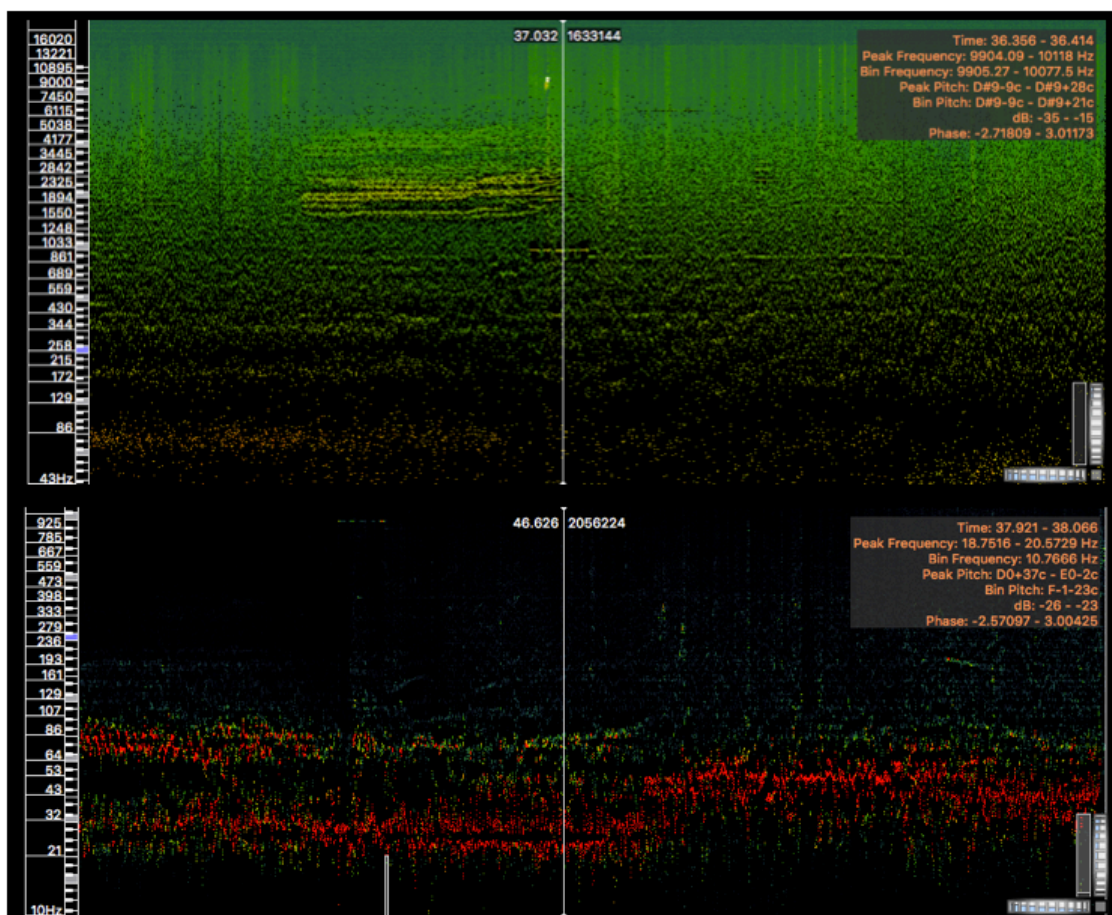 37.032 1633144
Time: 36.356 - 36.414
Peak Frequency: 9904.09 - 10118 Hz
Bin Frequency: 9905.27 - 10077.5 Hz
Peak Pitch: D#9-9c - D#9+28c
Bin Pitch: D#9-9c - D#9+21c
dB: -35 - -15
Phase: -2.71809 - 3.01173
16020
13221
10895
9000
7450
6115
5038
4177
3445
2842
2325
1894
1550
1248
1033
861
689
559
430
344
258
215
172
129
86
43Hz
46.626 2056224
Time: 37.921 - 38.066
Peak Frequency: 18.7516 - 20.5729 Hz
Bin Frequency: 10.7666 Hz
Peak Pitch: D0+37c - E0-2c
Bin Pitch: F-1-23c
dB: -26 - -23
Phase: -2.57097 - 3.00425
925
785
667
559
473
398
333
279
236
193
161
129
107
86
64
53
43
32
21
10Hz